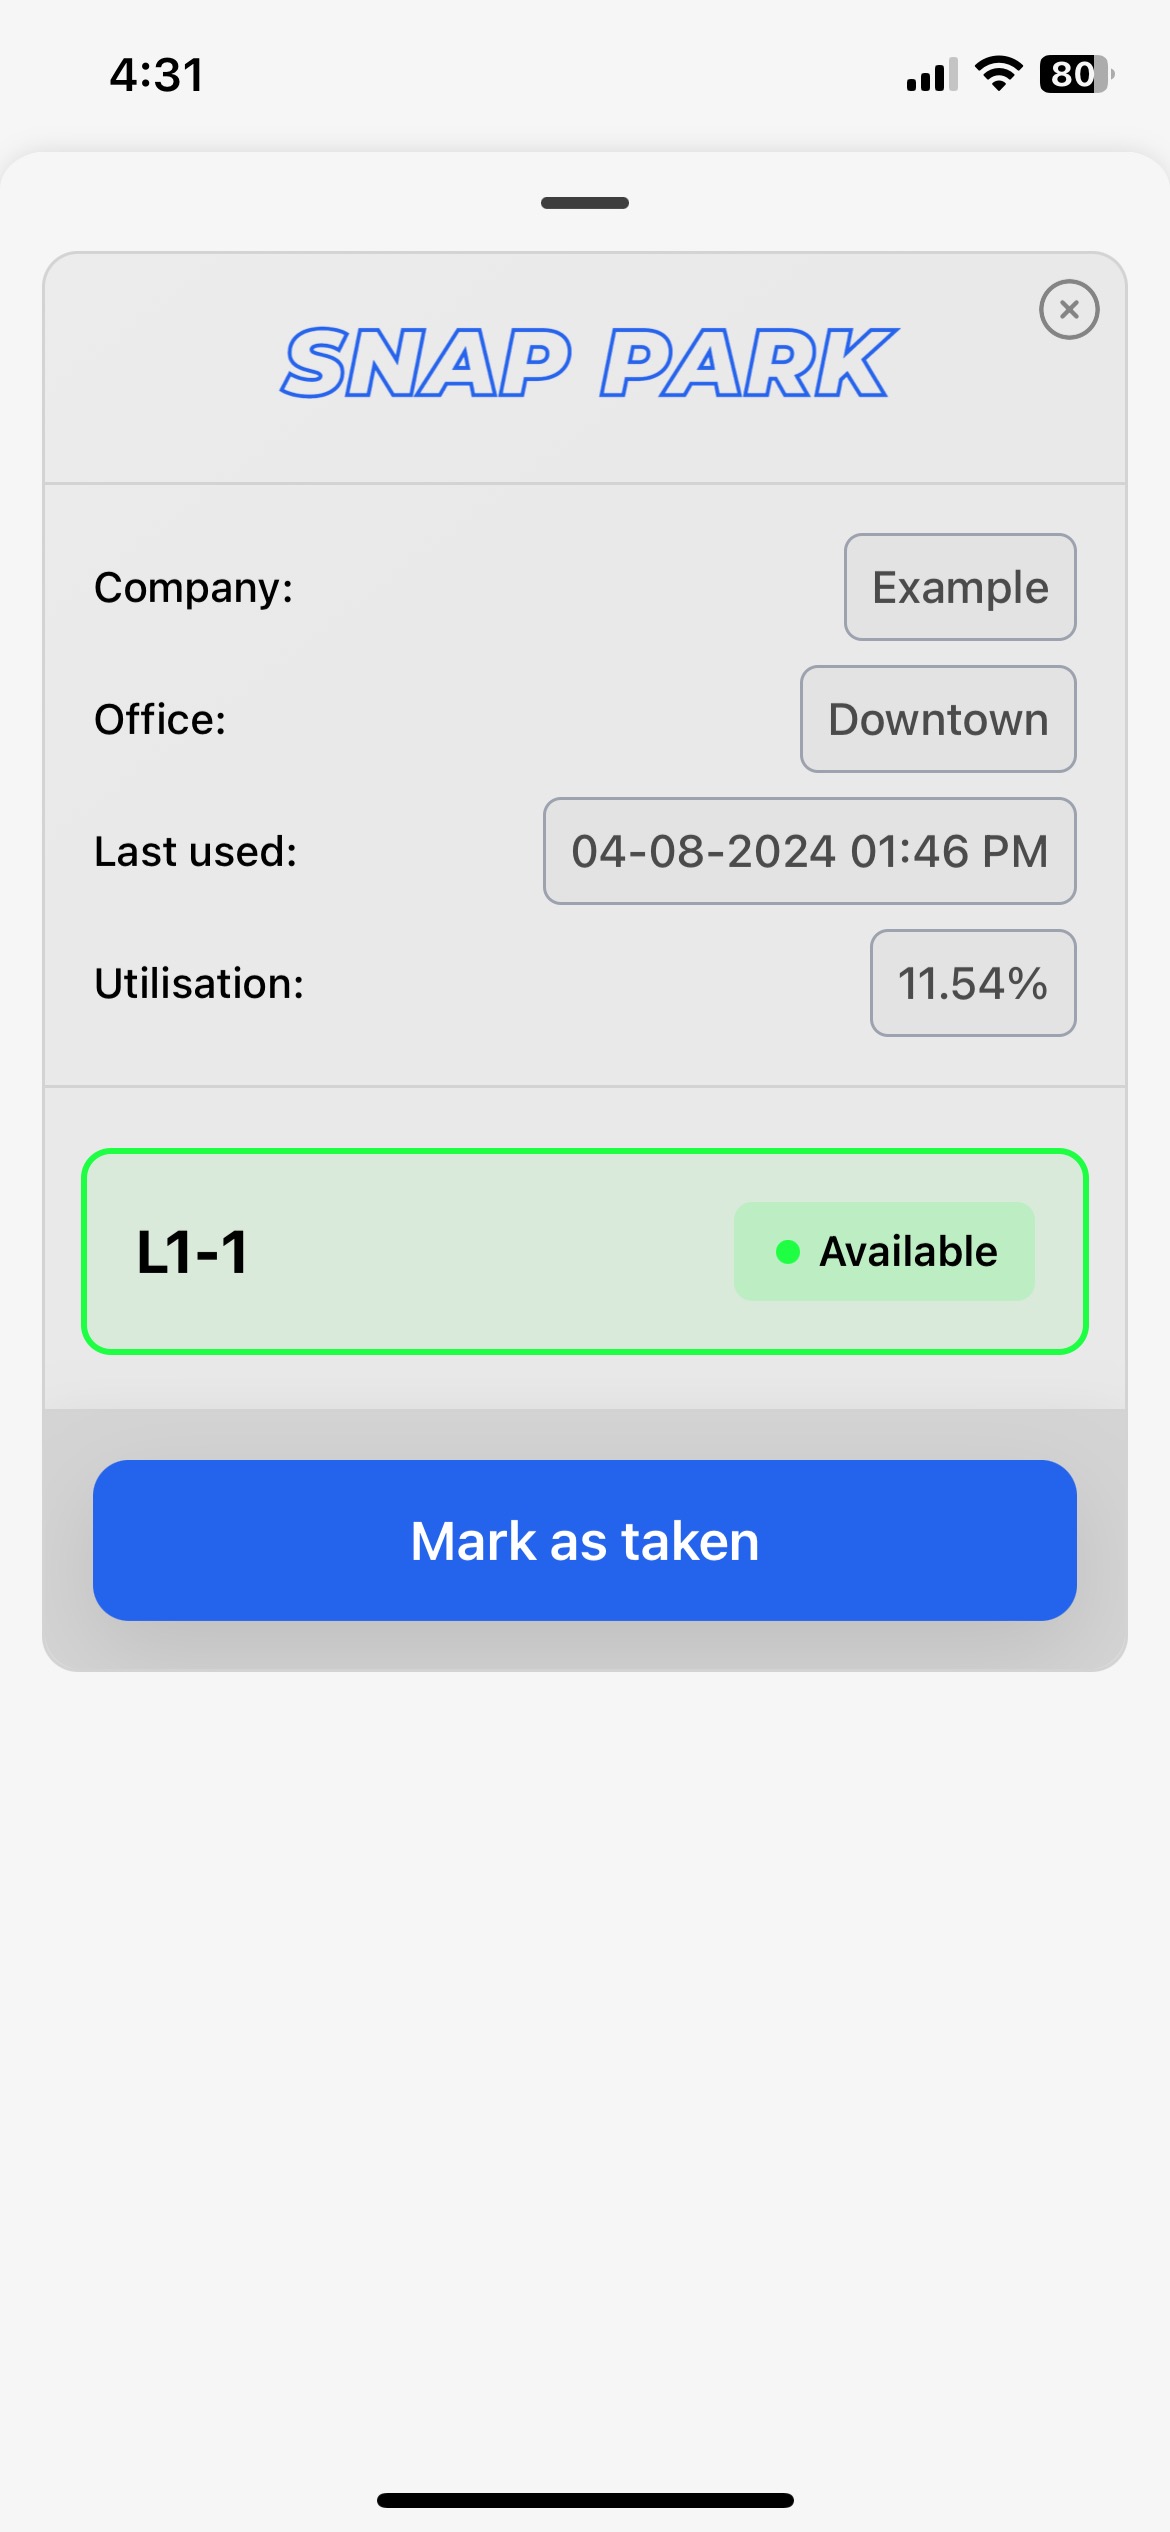 4:31
80
SNAP PARK
Company:
Example
Office:
Downtown
Last used:
04-08-2024 01:46 PM
Utilisation:
11.54%
L1-1
Available
Mark as taken